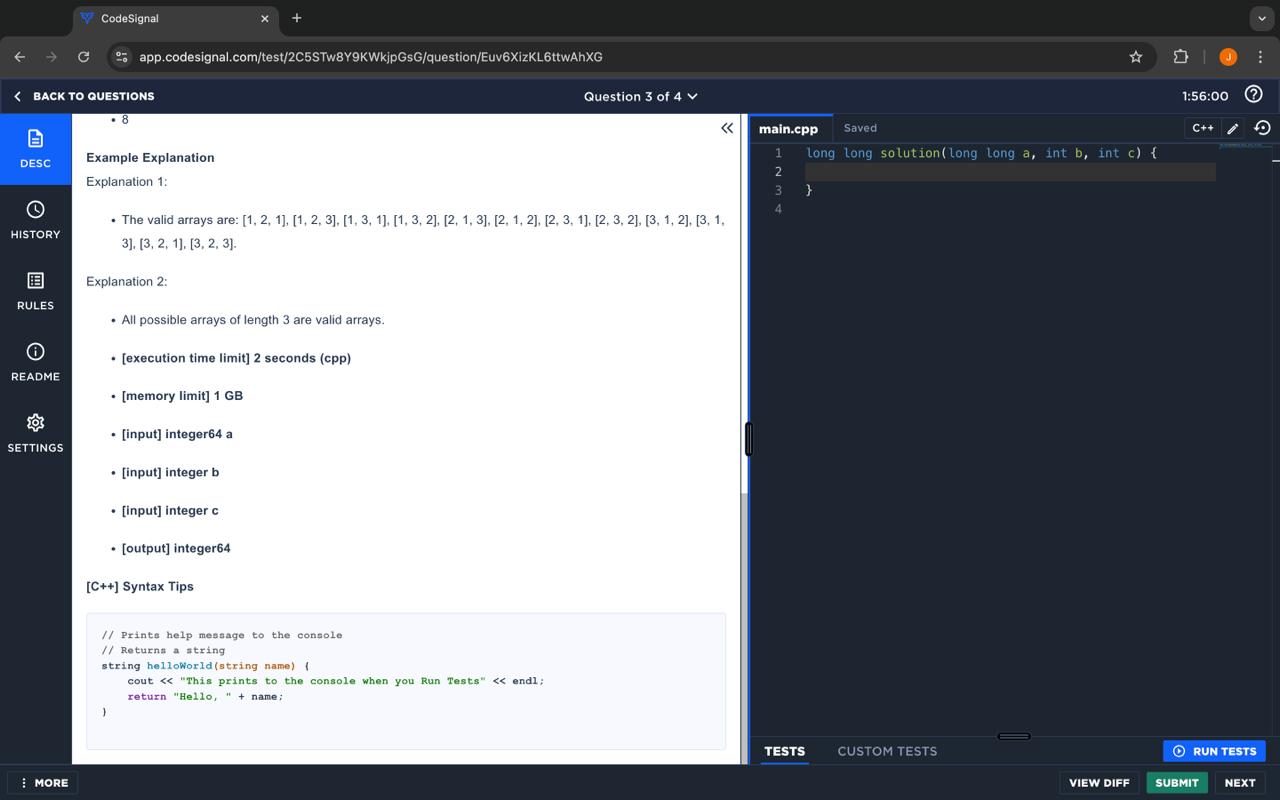 CodeSignal
app.codesignal.com/test/2C5STw8Y9KWkjpGsG/question/Euv6XizKL6ttwAhXG
J
BACK TO QUESTIONS
Question 3 of 4
1:56:00
DESC
HISTORY
RULES
README
SETTINGS
• 8
Example Explanation
Explanation 1:
• The valid arrays are: [1, 2, 1], [1, 2, 3], [1, 3, 1], [1, 3, 2], [2, 1, 3], [2, 1, 2], [2, 3, 1], [2, 3, 2], [3, 1, 2], [3, 1,
3], [3, 2, 1], [3, 2, 3].
Explanation 2:
• All possible arrays of length 3 are valid arrays.
• [execution time limit] 2 seconds (cpp)
• [memory limit] 1 GB
• [input] integer64 a
• [input] integer b
• [input] integer c
• [output] integer64
[C++] Syntax Tips
// Prints help message to the console
// Returns a string
string helloWorld(string name) {
    cout << "This prints to the console when you Run Tests" << endl;
    return "Hello, " + name;
}
main.cpp Saved C++
1 long long solution(long long a, int b, int c) {
2
3 }
4
TESTS CUSTOM TESTS RUN TESTS
MORE VIEW DIFF SUBMIT NEXT